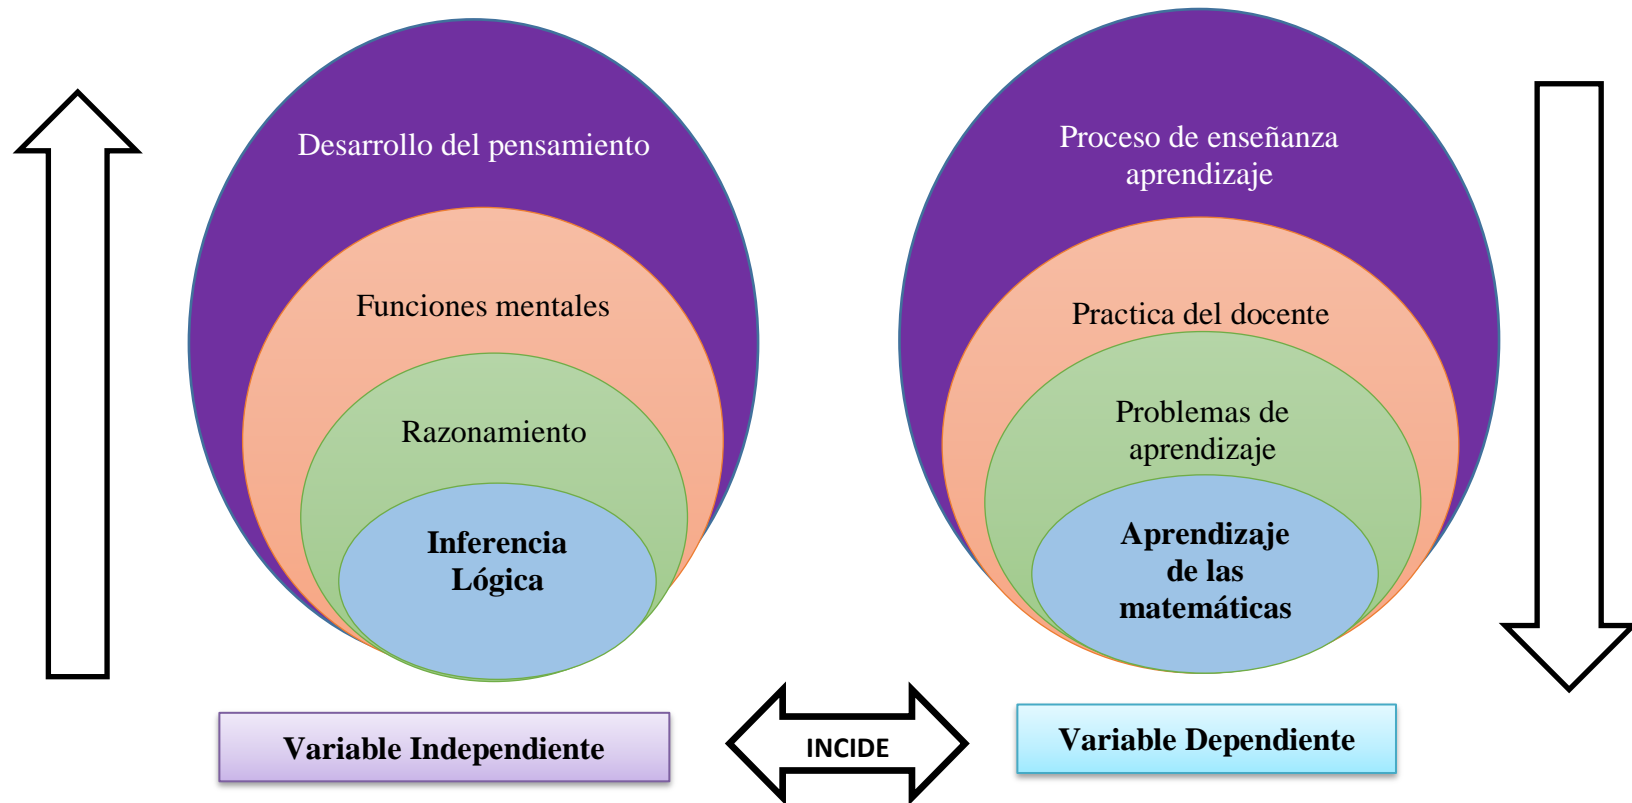 Desarrollo del pensamiento
Funciones mentales
Razonamiento
Inferencia
Lógica
Variable Independiente
INCIDE
Proceso de enseñanza
aprendizaje
Practica del docente
Problemas de
aprendizaje
Aprendizaje
de las
matemáticas
Variable Dependiente